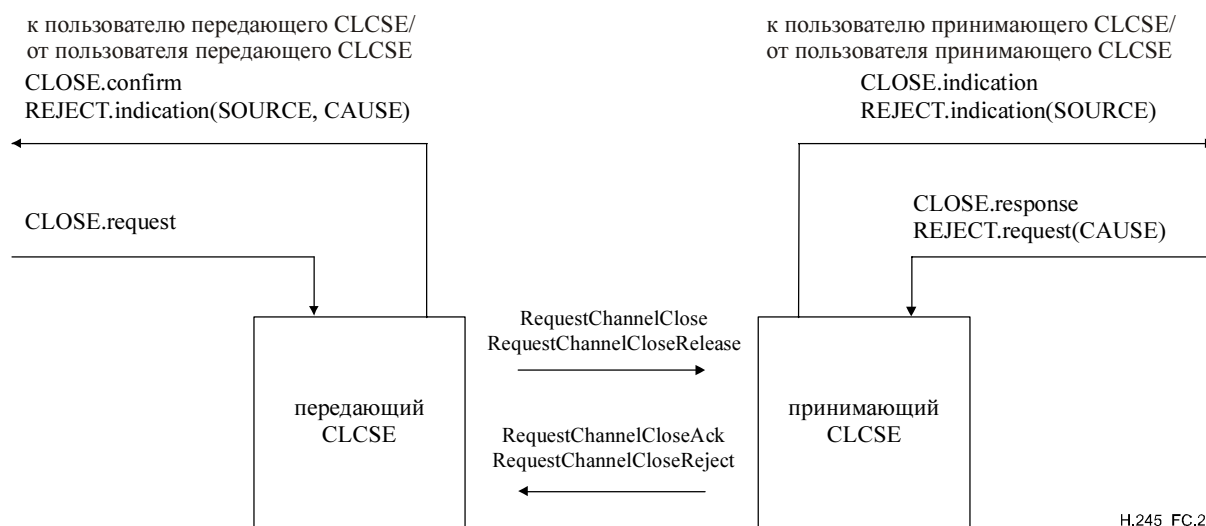 к пользователю передающего CLCSE/
от пользователя передающего CLCSE
CLOSE.confirm
REJECT.indication(SOURCE, CAUSE)
CLOSE.request
к пользователю принимающего CLCSE/
от пользователя принимающего CLCSE
CLOSE.indication
REJECT.indication(SOURCE)
CLOSE.response
REJECT.request(CAUSE)
передающий
CLCSE
RequestChannelClose
RequestChannelCloseRelease
RequestChannelCloseAck
RequestChannelCloseReject
принимающий
CLCSE
H.245_FC.2